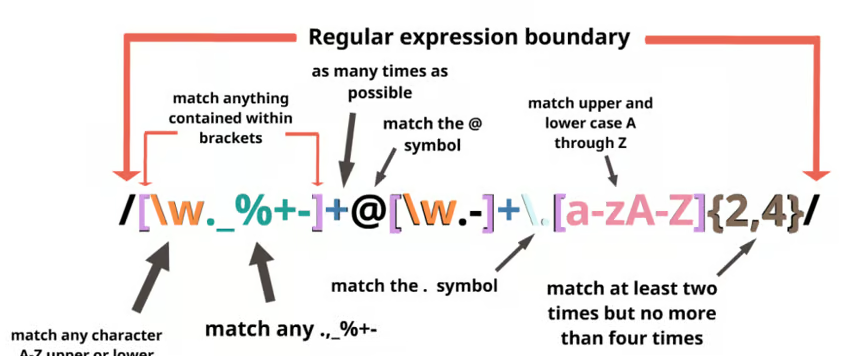 Regular expression boundary
as many times as
possible
match anything
contained within
brackets
match the @
symbol
match upper and
lower case A
through Z
/[\w._%+-]+@[\w.-]+\.[a-zA-Z]{2,4}/
match the . symbol
match at least two
times but no more
than four times
match any .,_%+-
match any character
A-Z upper or lower